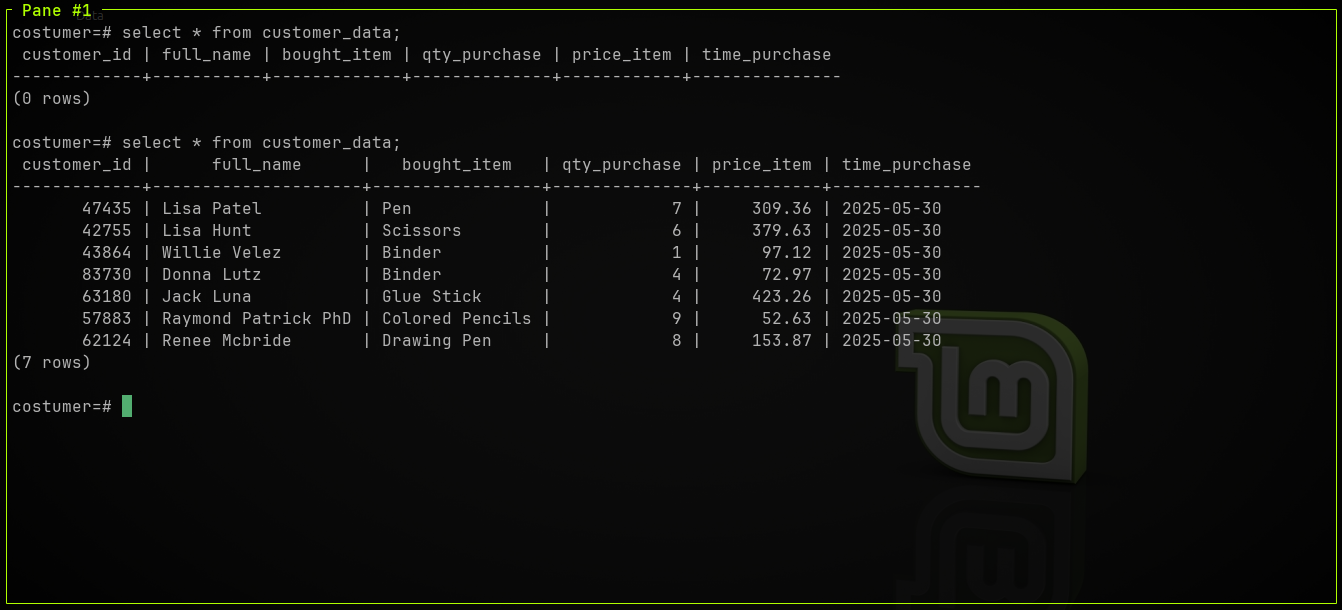 Pane #1
Data
costumer=# select * from customer_data;
 customer_id | full_name | bought_item | qty_purchase | price_item | time_purchase
-------------+-----------+-------------+--------------+------------+---------------
(0 rows)
costumer=# select * from customer_data;
 customer_id |      full_name      |   bought_item   | qty_purchase | price_item | time_purchase
-------------+---------------------+-----------------+--------------+------------+---------------
       47435 | Lisa Patel          | Pen             |            7 |     309.36 | 2025-05-30
       42755 | Lisa Hunt           | Scissors        |            6 |     379.63 | 2025-05-30
       43864 | Willie Velez        | Binder          |            1 |      97.12 | 2025-05-30
       83730 | Donna Lutz          | Binder          |            4 |      72.97 | 2025-05-30
       63180 | Jack Luna           | Glue Stick      |            4 |     423.26 | 2025-05-30
       57883 | Raymond Patrick PhD | Colored Pencils |            9 |      52.63 | 2025-05-30
       62124 | Renee Mcbride       | Drawing Pen     |            8 |     153.87 | 2025-05-30
(7 rows)
costumer=#